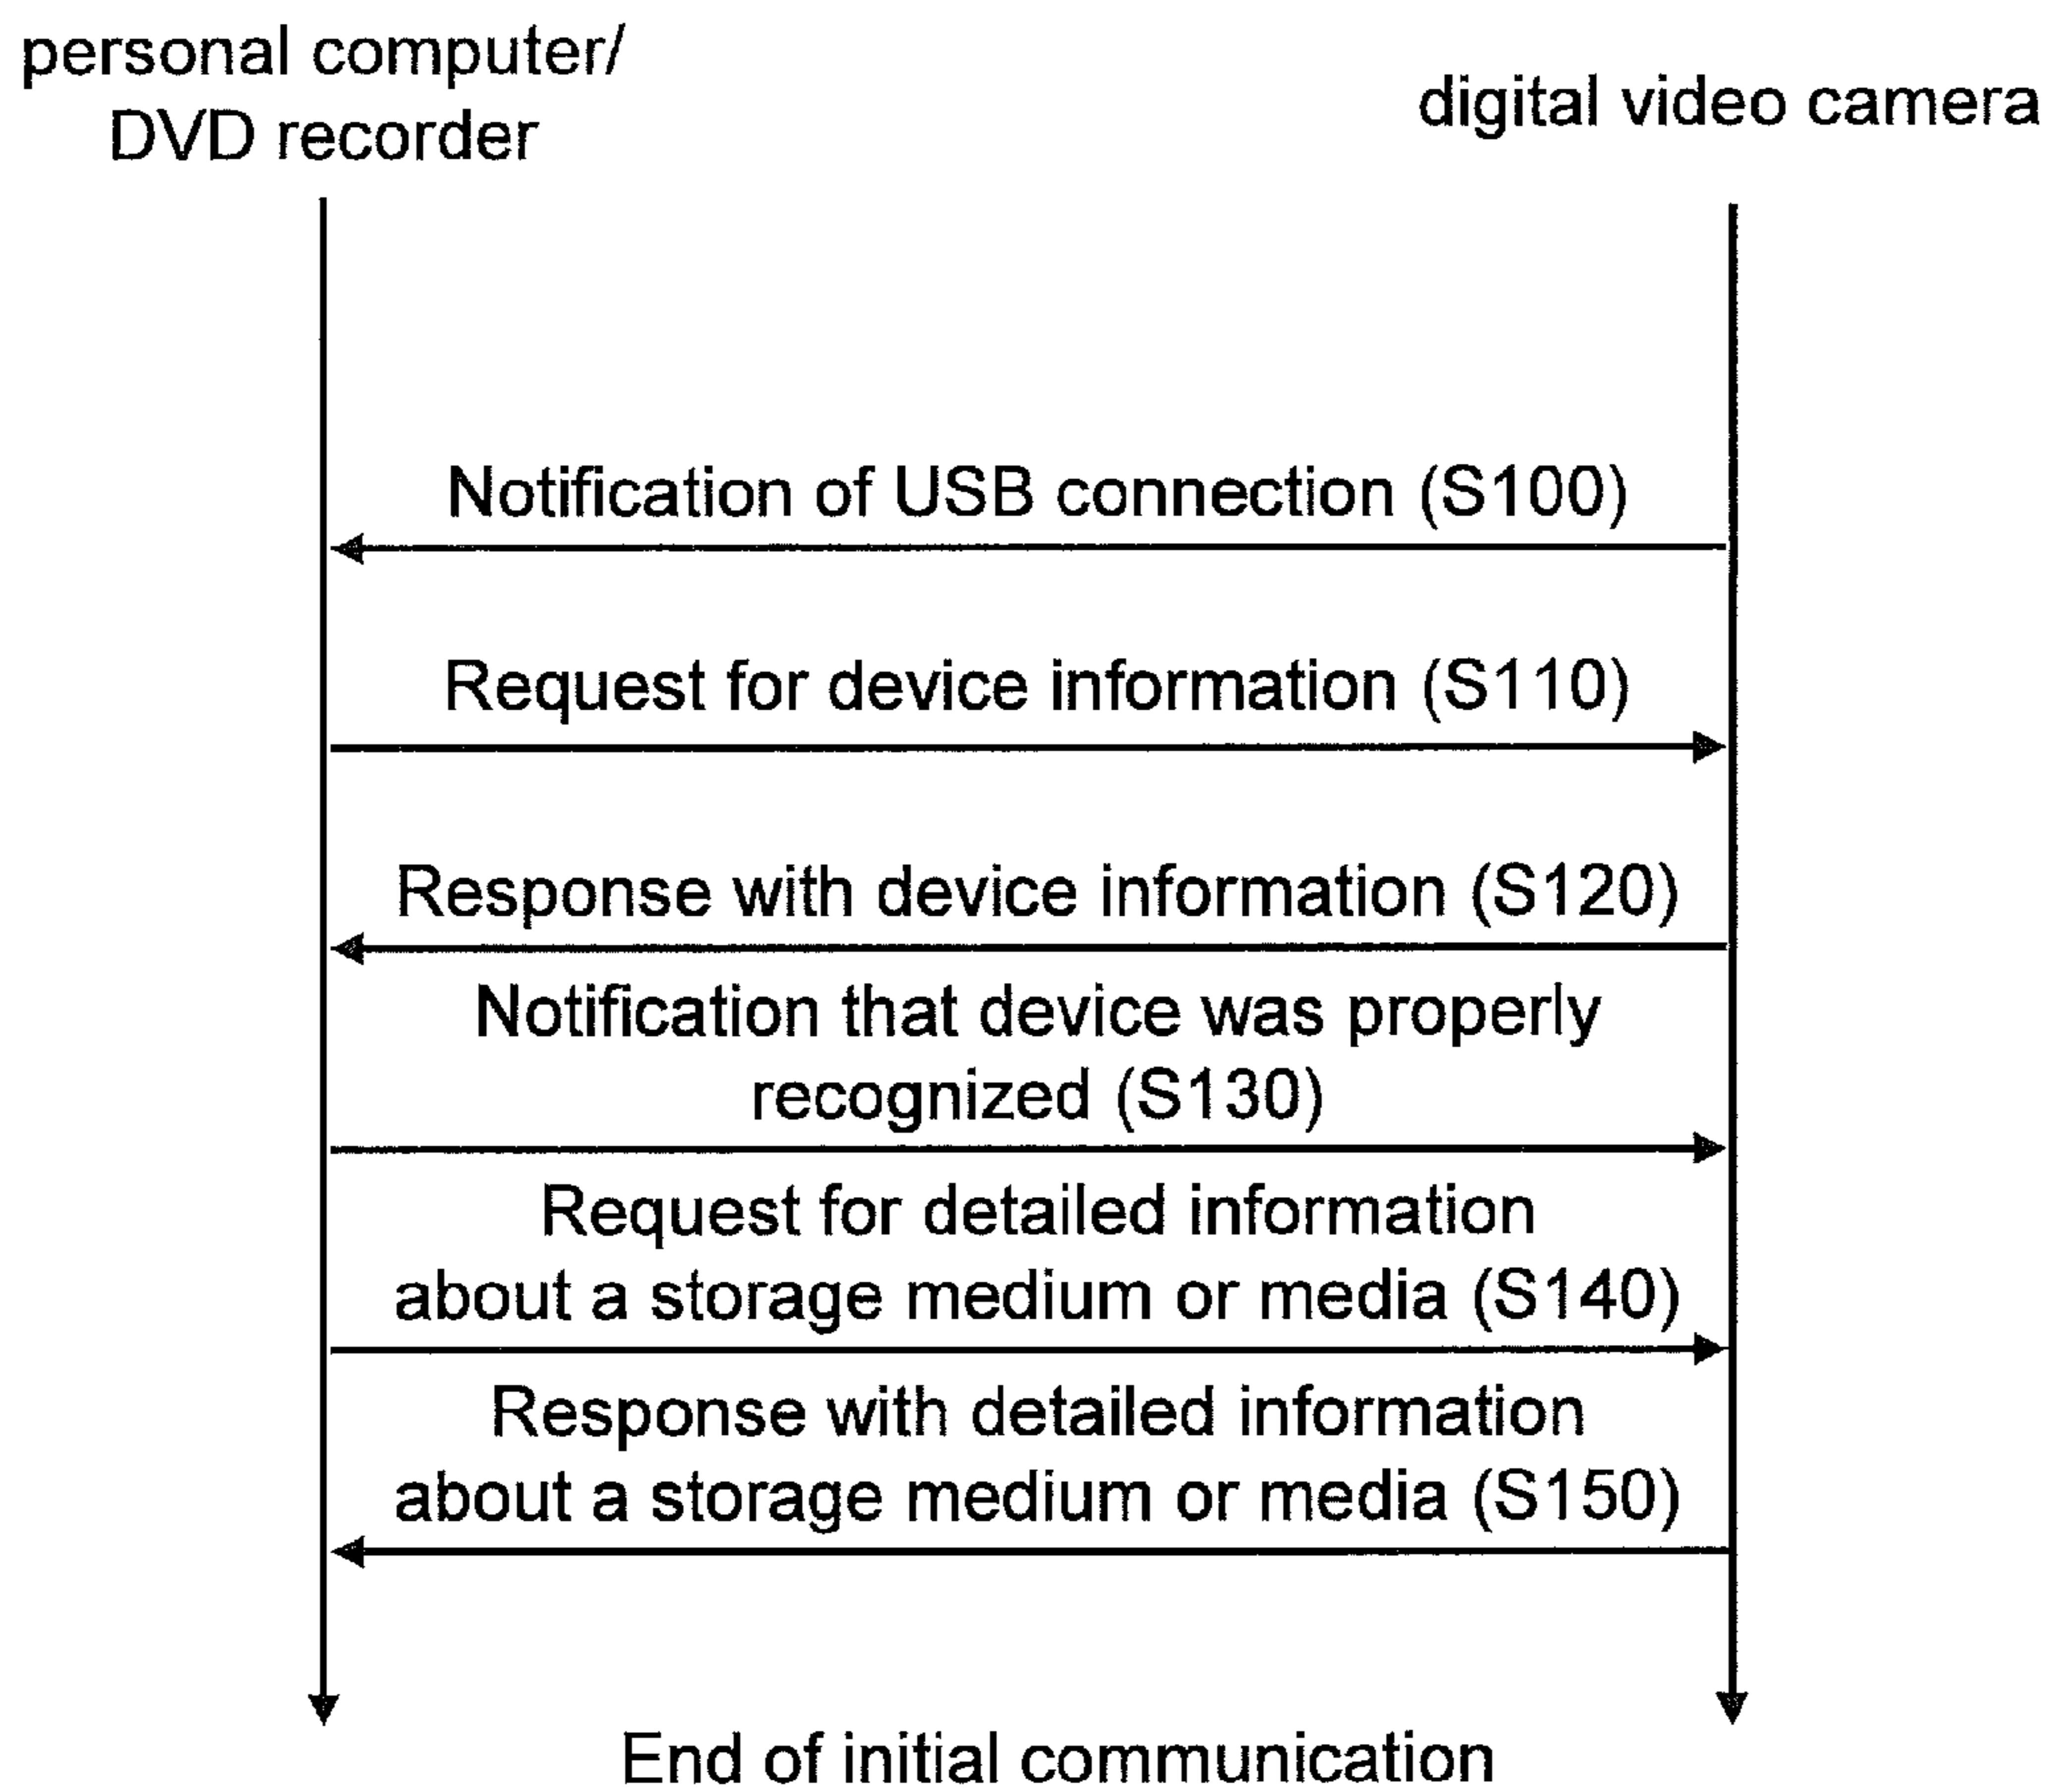 personal computer/
DVD recorder
digital video camera
Notification of USB connection (S100)
Request for device information (S110)
Response with device information (S120)
Notification that device was properly
recognized (S130)
Request for detailed information
about a storage medium or media (S140)
Response with detailed information
about a storage medium or media (S150)
End of initial communication